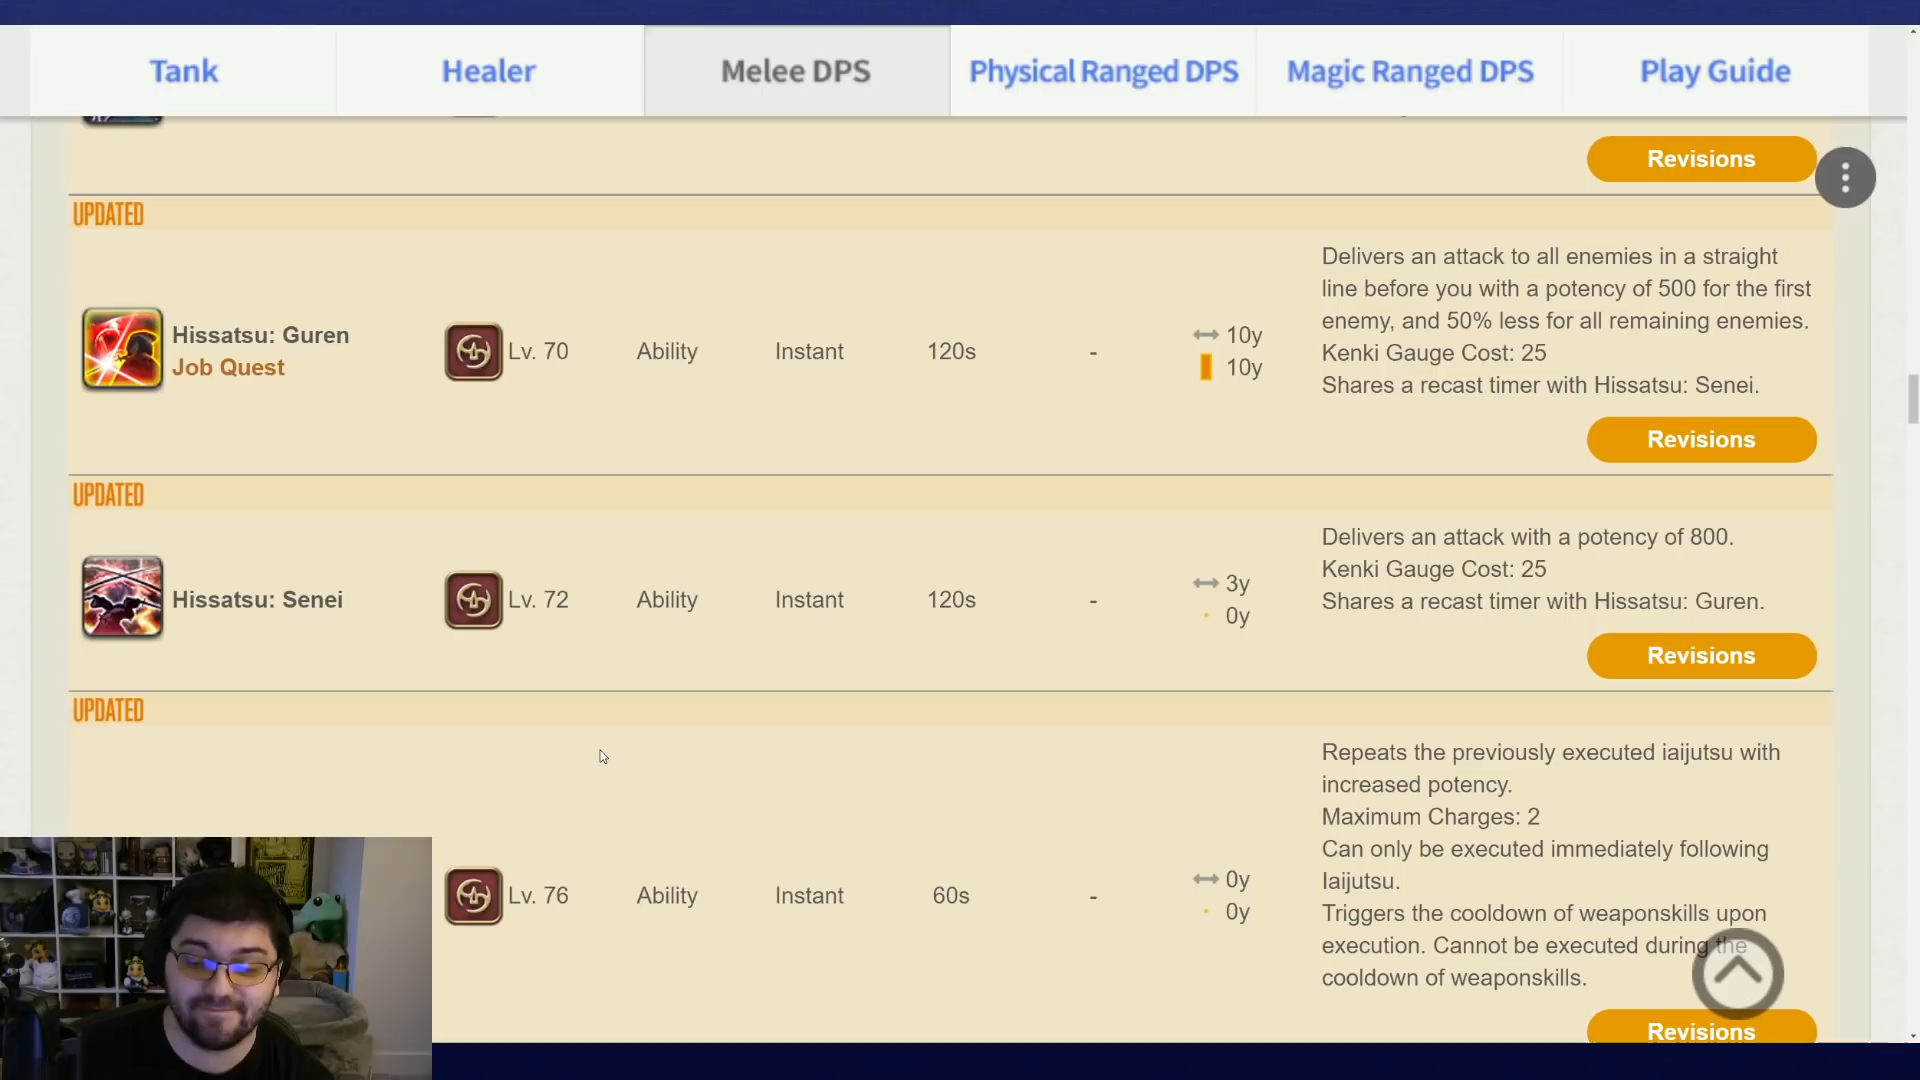 Tank
Healer
Melee DPS
Physical Ranged DPS
Magic Ranged DPS
Play Guide
Revisions
UPDATED
Hissatsu: Guren
Job Quest
Lv. 70
Ability
Instant
120s
-
10y
10y
Delivers an attack to all enemies in a straight
line before you with a potency of 500 for the first
enemy, and 50% less for all remaining enemies.
Kenki Gauge Cost: 25
Shares a recast timer with Hissatsu: Senei.
Revisions
UPDATED
Hissatsu: Senei
Lv. 72
Ability
Instant
120s
-
3y
0y
Delivers an attack with a potency of 800.
Kenki Gauge Cost: 25
Shares a recast timer with Hissatsu: Guren.
Revisions
UPDATED
Lv. 76
Ability
Instant
60s
-
0y
0y
Repeats the previously executed iaijutsu with
increased potency.
Maximum Charges: 2
Can only be executed immediately following
Iaijutsu.
Triggers the cooldown of weaponskills upon
execution. Cannot be executed during the
cooldown of weaponskills.
Revisions